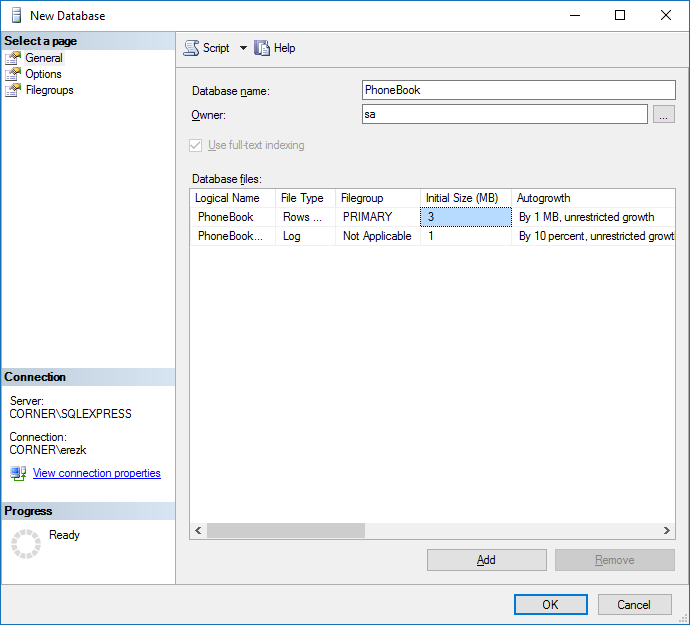 New Database
Select a page
General
Options
Filegroups
Script Help
Database name: PhoneBook
Owner: sa ...
Use full-text indexing
Database files:
Logical Name File Type Filegroup Initial Size (MB) Autogrowth
PhoneBook Rows ... PRIMARY 3 By 1 MB, unrestricted growth
PhoneBook... Log Not Applicable 1 By 10 percent, unrestricted growt
Connection
Server:
CORNER\SQLEXPRESS
Connection:
CORNER\erezk
View connection properties
Progress
Ready
Add Remove
OK Cancel